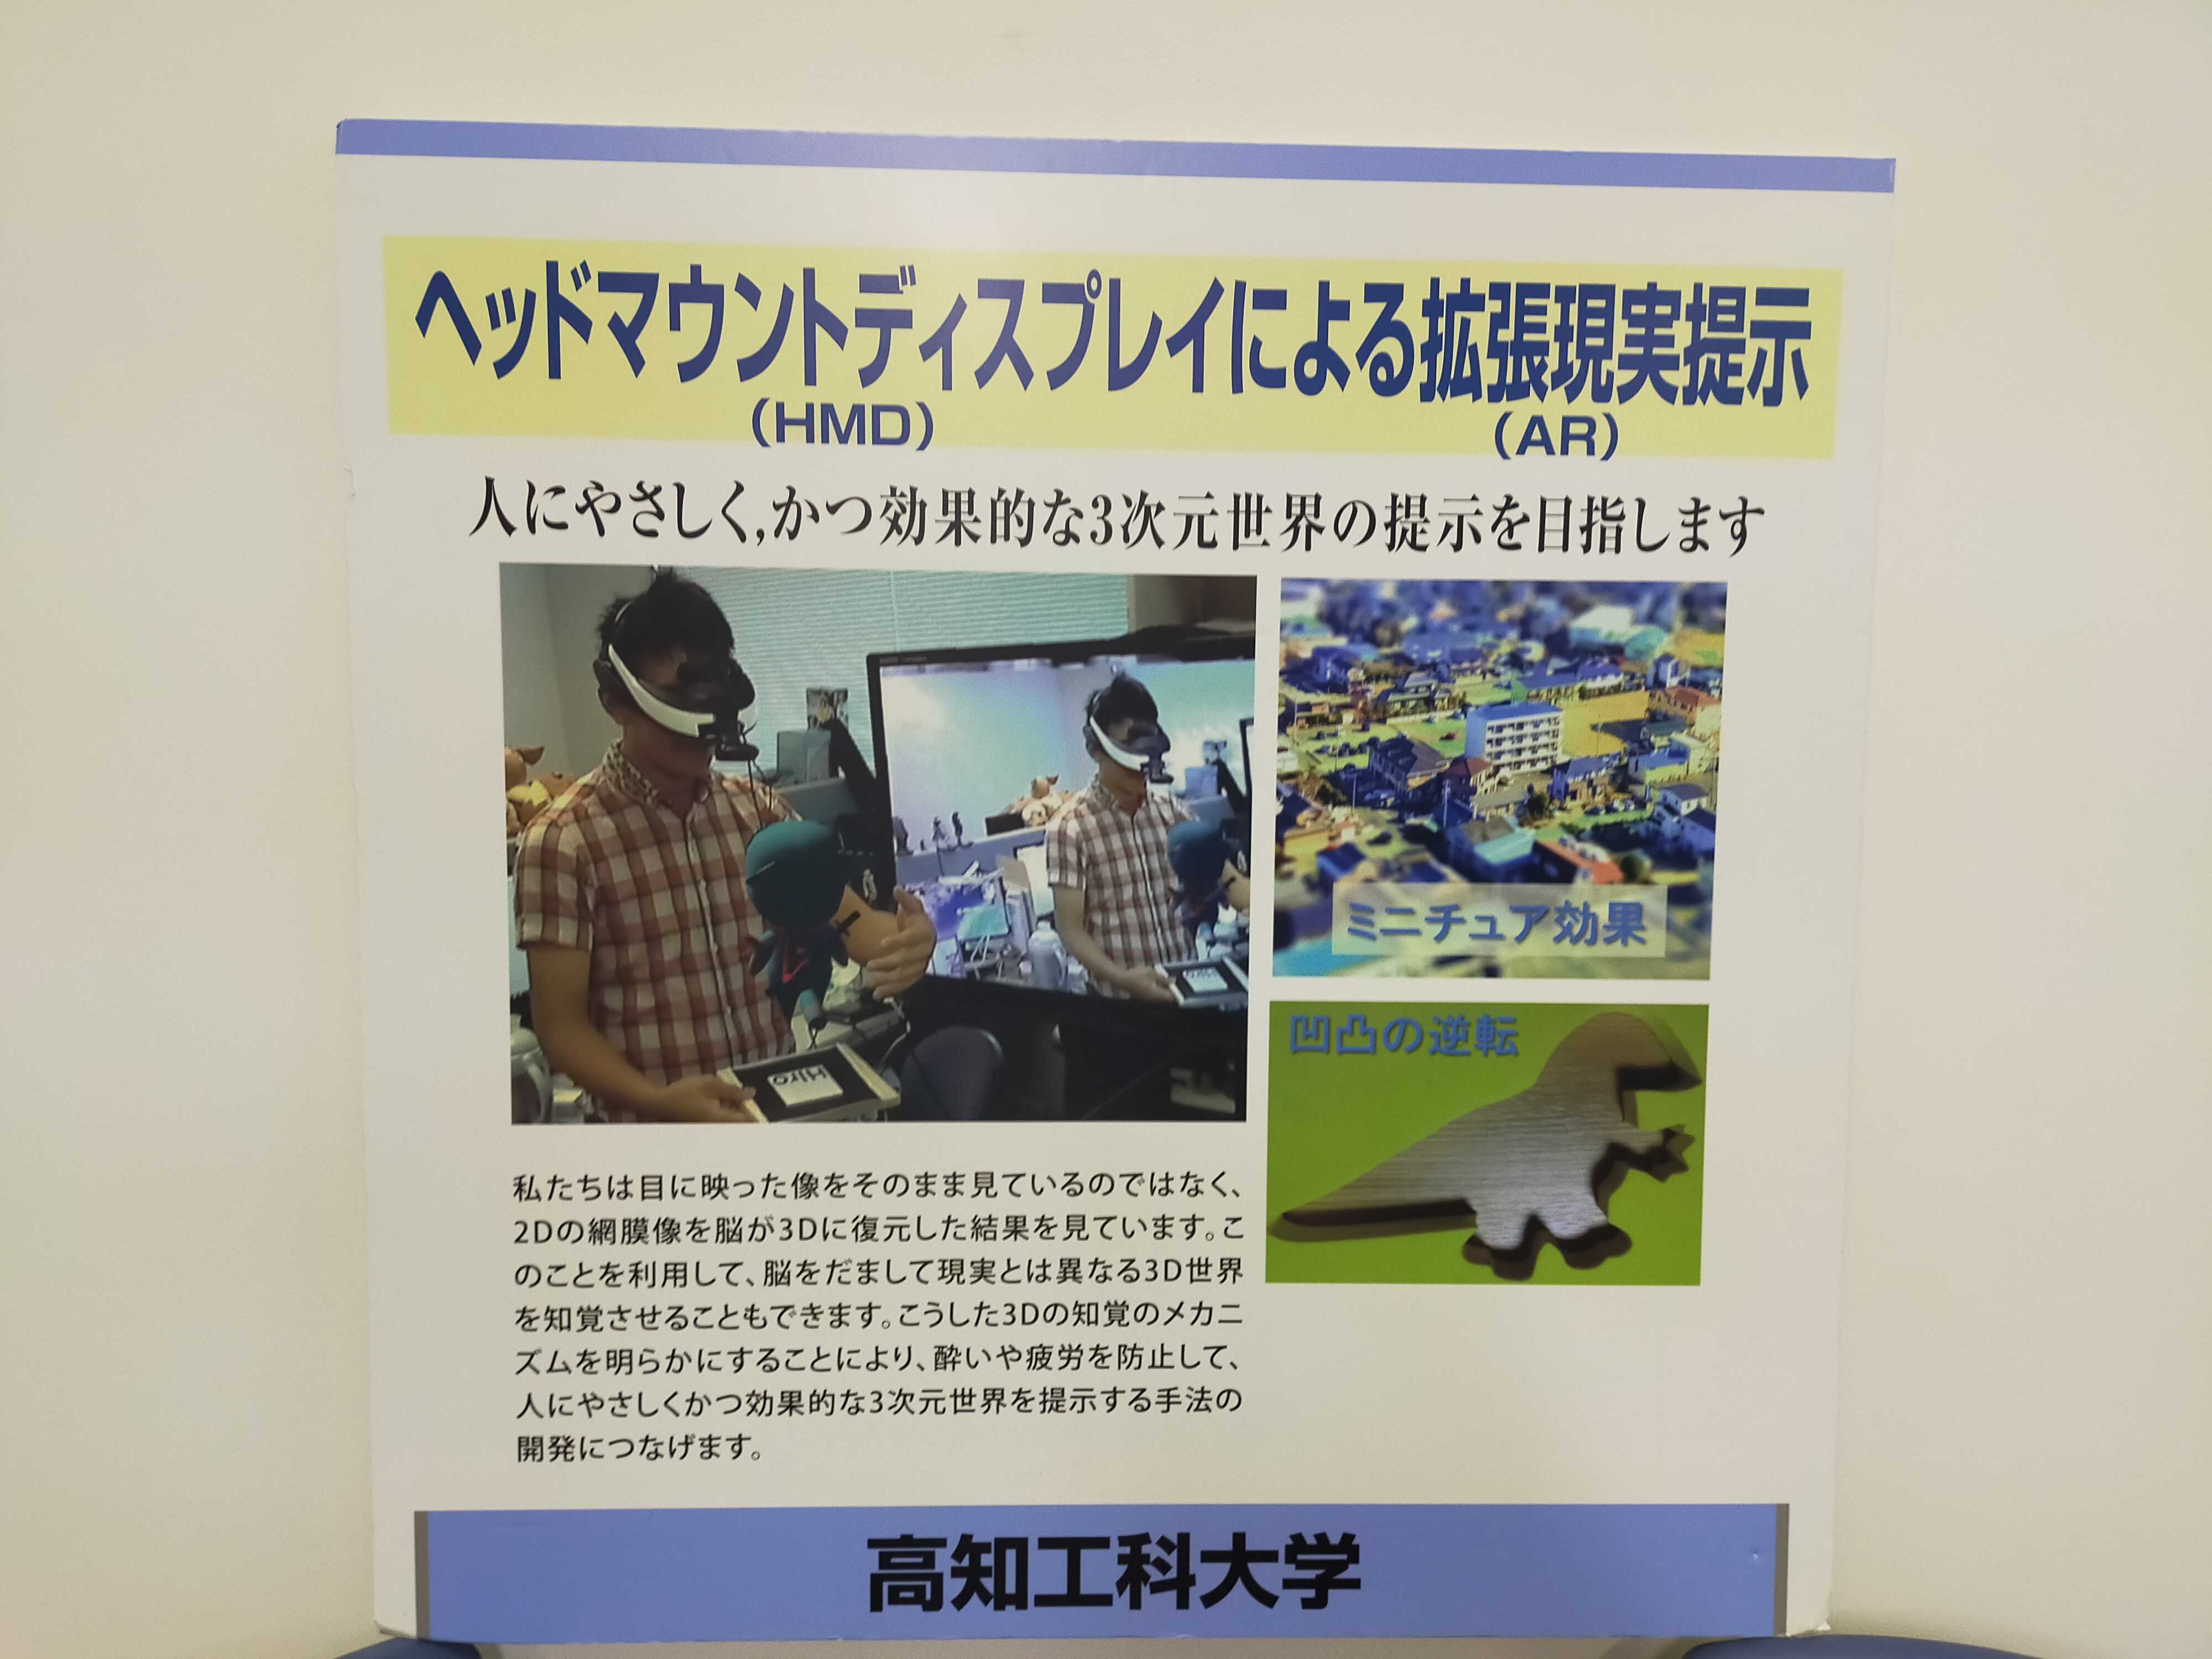 ヘッドマウントディスプレイによる拡張現実提示
(HMD)
(AR)
人にやさしく,かつ効果的な3次元世界の提示を目指します
Hiro
ミニチュア効果
凹凸の逆転
私たちは目に映った像をそのまま見ているのではなく、
2Dの網膜像を脳が3Dに復元した結果を見ています。こ
のことを利用して、脳をだまして現実とは異なる3D世界
を知覚させることもできます。こうした3Dの知覚のメカニ
ズムを明らかにすることにより、酔いや疲労を防止して、
人にやさしくかつ効果的な3次元世界を提示する手法の
開発につなげます。
高知工科大学